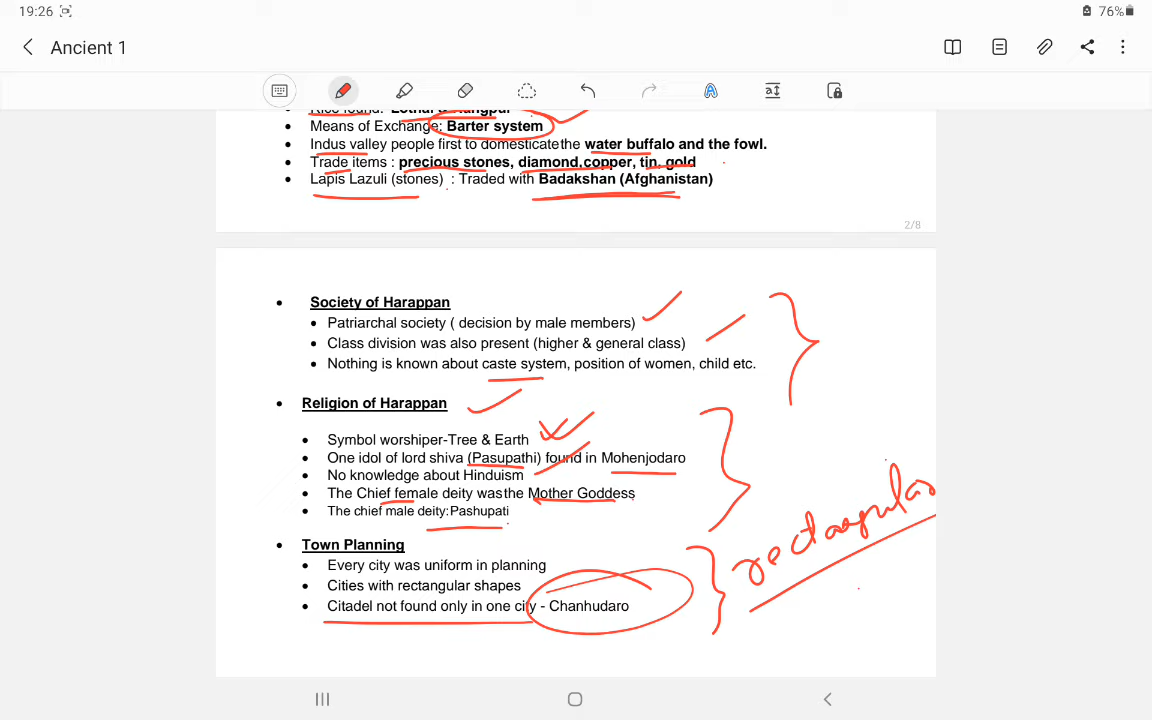 19:26
76%
Ancient 1
Rice found: Lothal & Rangpur
Means of Exchange: Barter system
Indus valley people first to domesticate the water buffalo and the fowl.
Trade items : precious stones, diamond,copper, tin, gold
Lapis Lazuli (stones) : Traded with Badakshan (Afghanistan)
2/8
Society of Harappan
Patriarchal society ( decision by male members)
Class division was also present (higher & general class)
Nothing is known about caste system, position of women, child etc.
Religion of Harappan
Symbol worshiper-Tree & Earth
One idol of lord shiva (Pasupathi) found in Mohenjodaro
No knowledge about Hinduism
The Chief female deity was the Mother Goddess
The chief male deity: Pashupati
Town Planning
Every city was uniform in planning
Cities with rectangular shapes
Citadel not found only in one city - Chanhudaro
rectangular